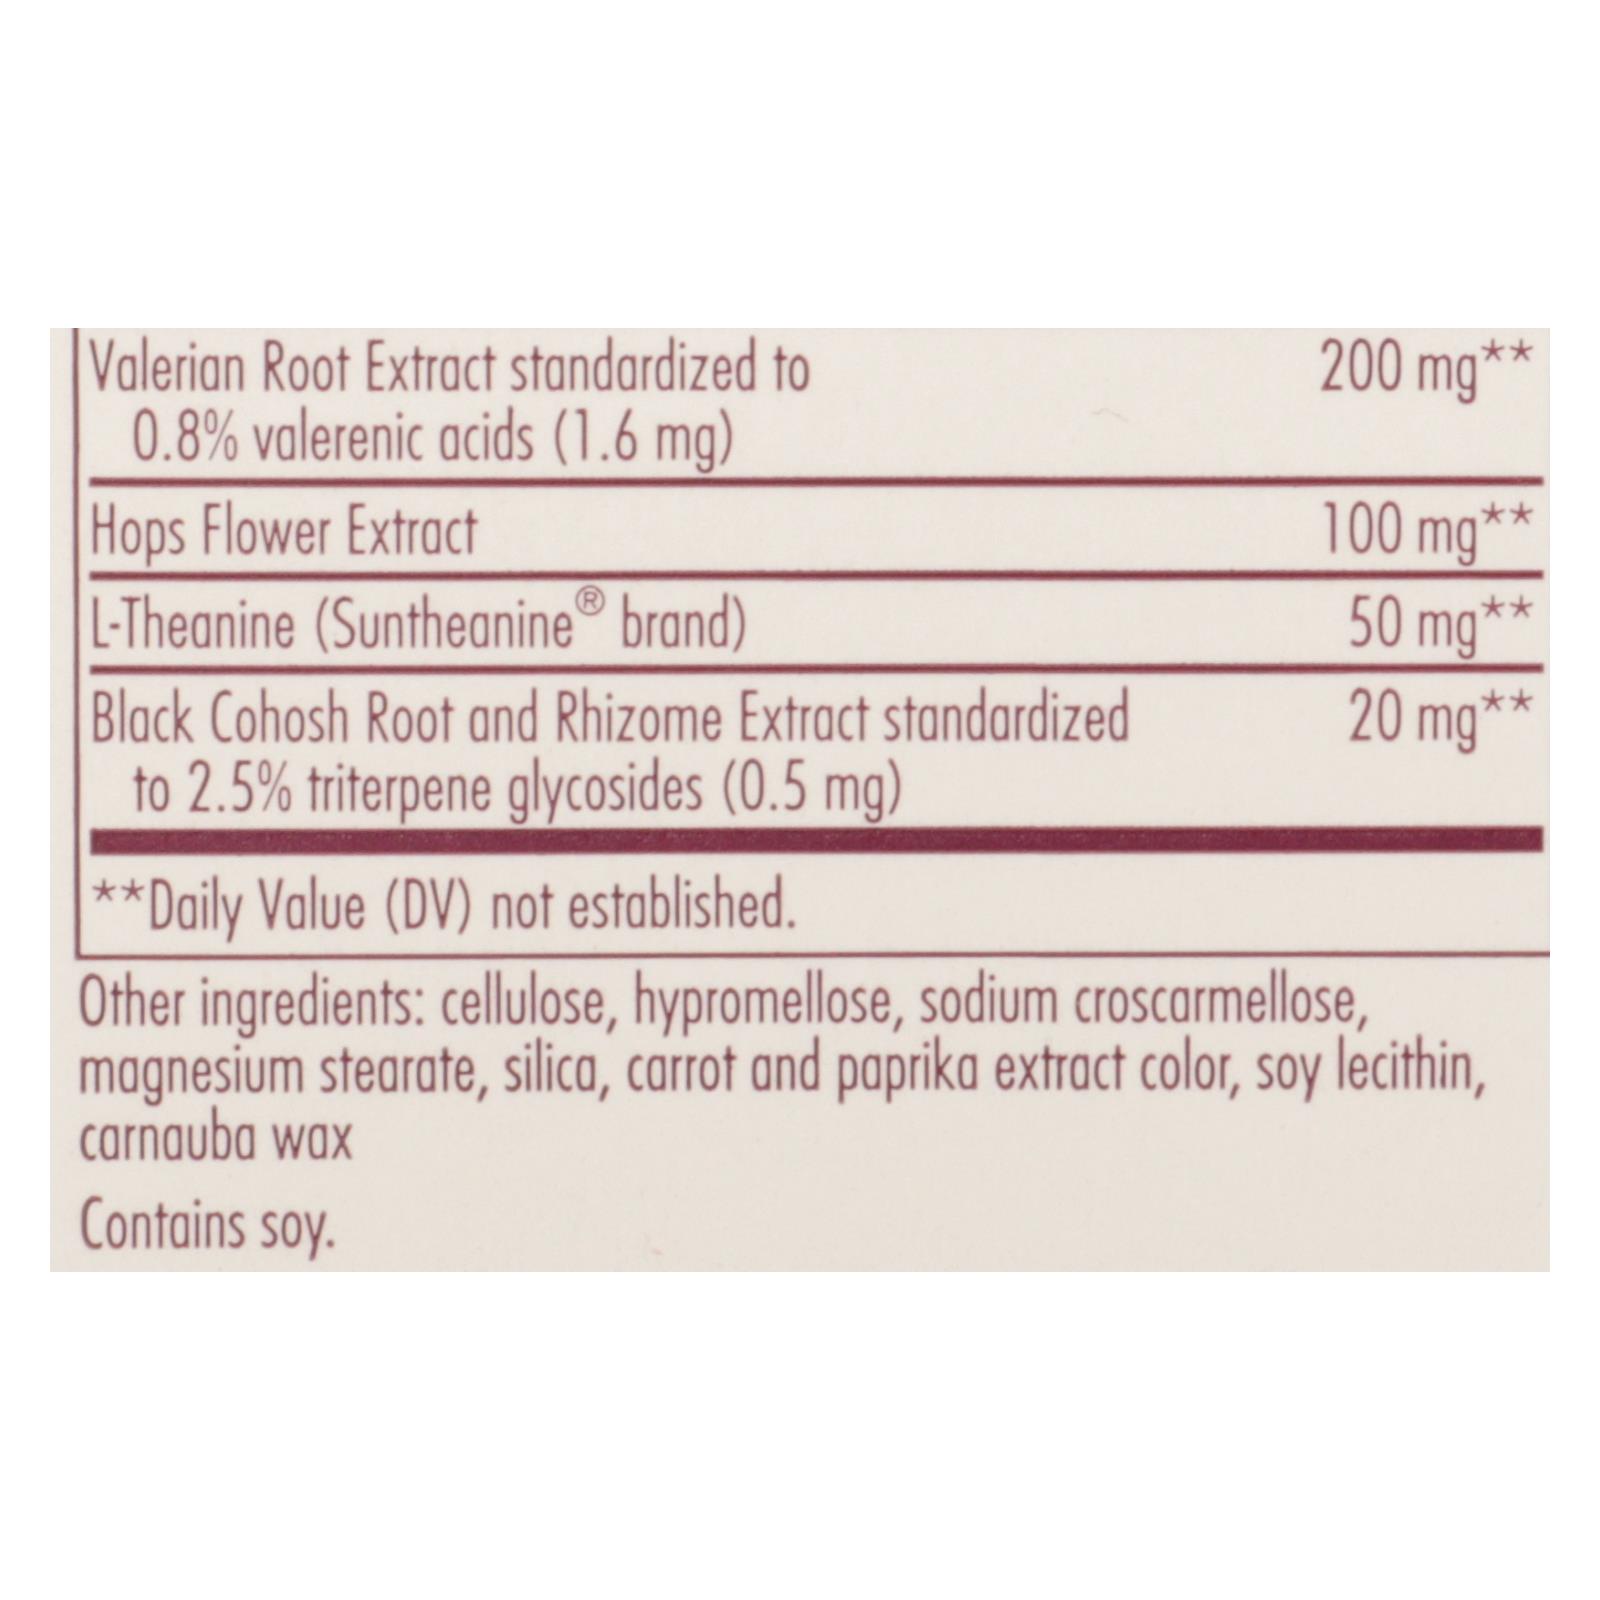 Valerian Root Extract standardized to 200 mg**
0.8% valerenic acids (1.6 mg)
Hops Flower Extract 100 mg**
L-Theanine (Suntheanine® brand) 50 mg**
Black Cohosh Root and Rhizome Extract standardized 20 mg**
to 2.5% triterpene glycosides (0.5 mg)
**Daily Value (DV) not established.
Other ingredients: cellulose, hypromellose, sodium croscarmellose,
magnesium stearate, silica, carrot and paprika extract color, soy lecithin,
carnauba wax
Contains soy.